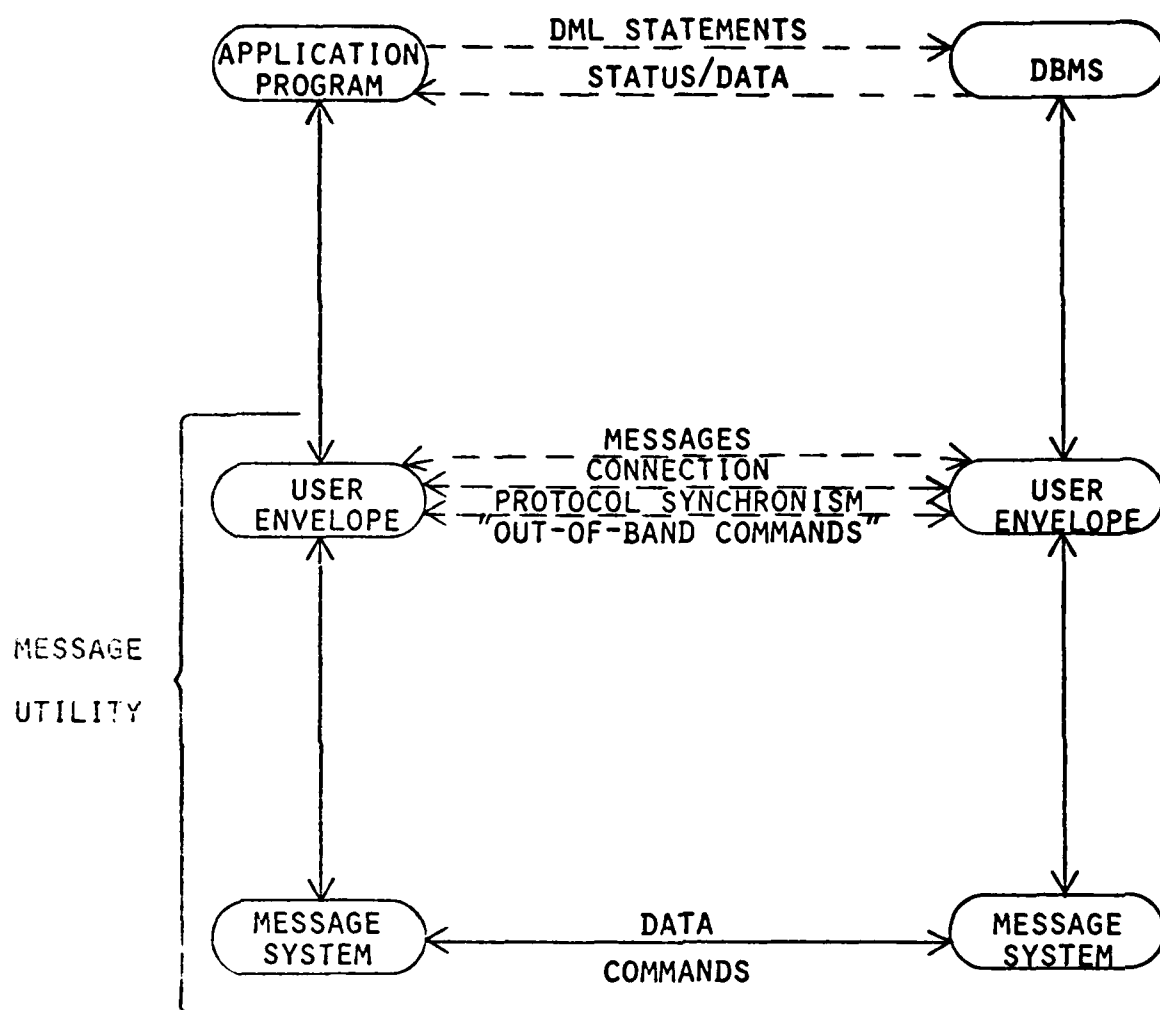 DML STATEMENTS
APPLICATION
PROGRAM
STATUS/DATA
DBMS
MESSAGES
CONNECTION
USER
ENVELOPE
PROTOCOL SYNCHRONISM
"OUT-OF-BAND COMMANDS"
USER
ENVELOPE
MESSAGE
UTILITY
MESSAGE
SYSTEM
DATA
COMMANDS
MESSAGE
SYSTEM